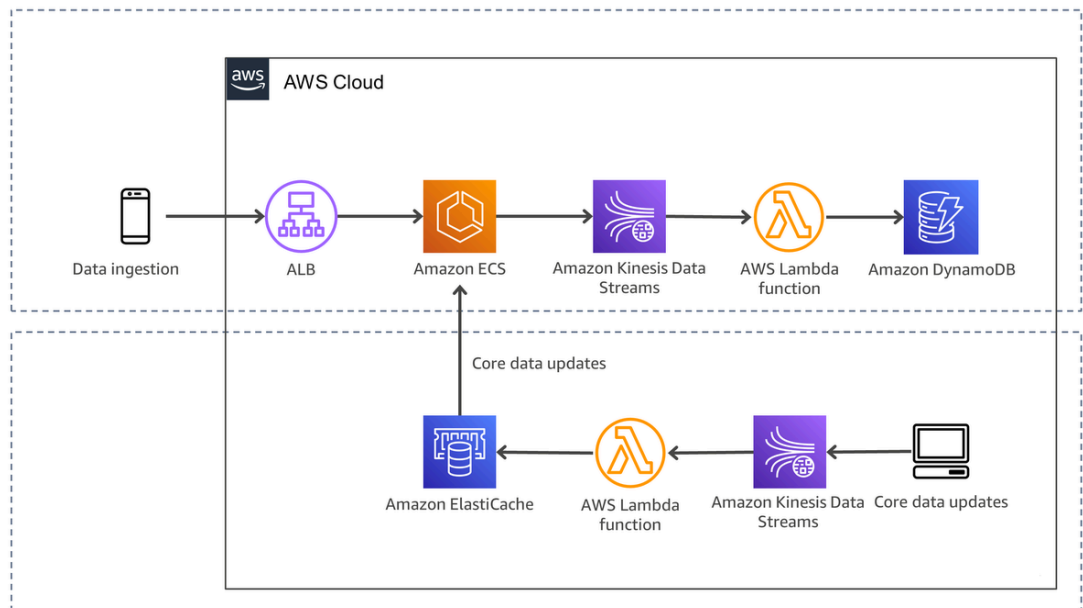 aws
AWS Cloud
Data ingestion
ALB
Amazon ECS
Amazon Kinesis Data
Streams
AWS Lambda
function
Amazon DynamoDB
Core data updates
Amazon ElastiCache
AWS Lambda
function
Amazon Kinesis Data
Streams
Core data updates